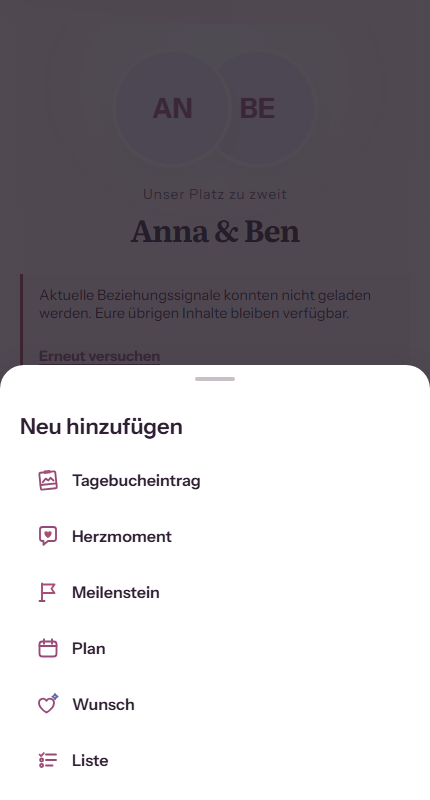 AN BE
Unser Platz zu zweit
Anna & Ben
Aktuelle Beziehungssignale konnten nicht geladen
werden. Eure übrigen Inhalte bleiben verfügbar.
Erneut versuchen
Neu hinzufügen
Tagebucheintrag
Herzmoment
Meilenstein
Plan
Wunsch
Liste